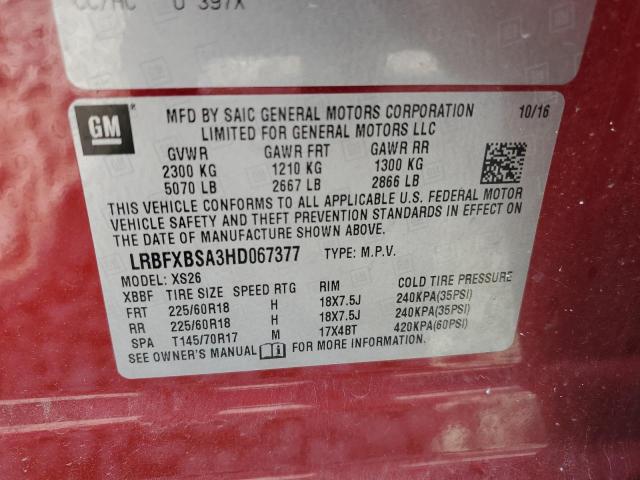 CC/AC U 397X
GM
MFD BY SAIC GENERAL MOTORS CORPORATION 10/16
LIMITED FOR GENERAL MOTORS LLC
GVWR GAWR FRT GAWR RR
2300 KG 1210 KG 1300 KG
5070 LB 2667 LB 2866 LB
THIS VEHICLE CONFORMS TO ALL APPLICABLE U.S. FEDERAL MOTOR
VEHICLE SAFETY AND THEFT PREVENTION STANDARDS IN EFFECT ON
THE DATE OF MANUFACTURE SHOWN ABOVE.
LRBFXBSA3HD067377 TYPE: M.P.V.
MODEL: XS26
XBBF TIRE SIZE SPEED RTG RIM COLD TIRE PRESSURE
FRT 225/60R18 H 18X7.5J 240KPA(35PSI)
RR 225/60R18 H 18X7.5J 240KPA(35PSI)
SPA T145/70R17 M 17X4BT 420KPA(60PSI)
SEE OWNER'S MANUAL FOR MORE INFORMATION.